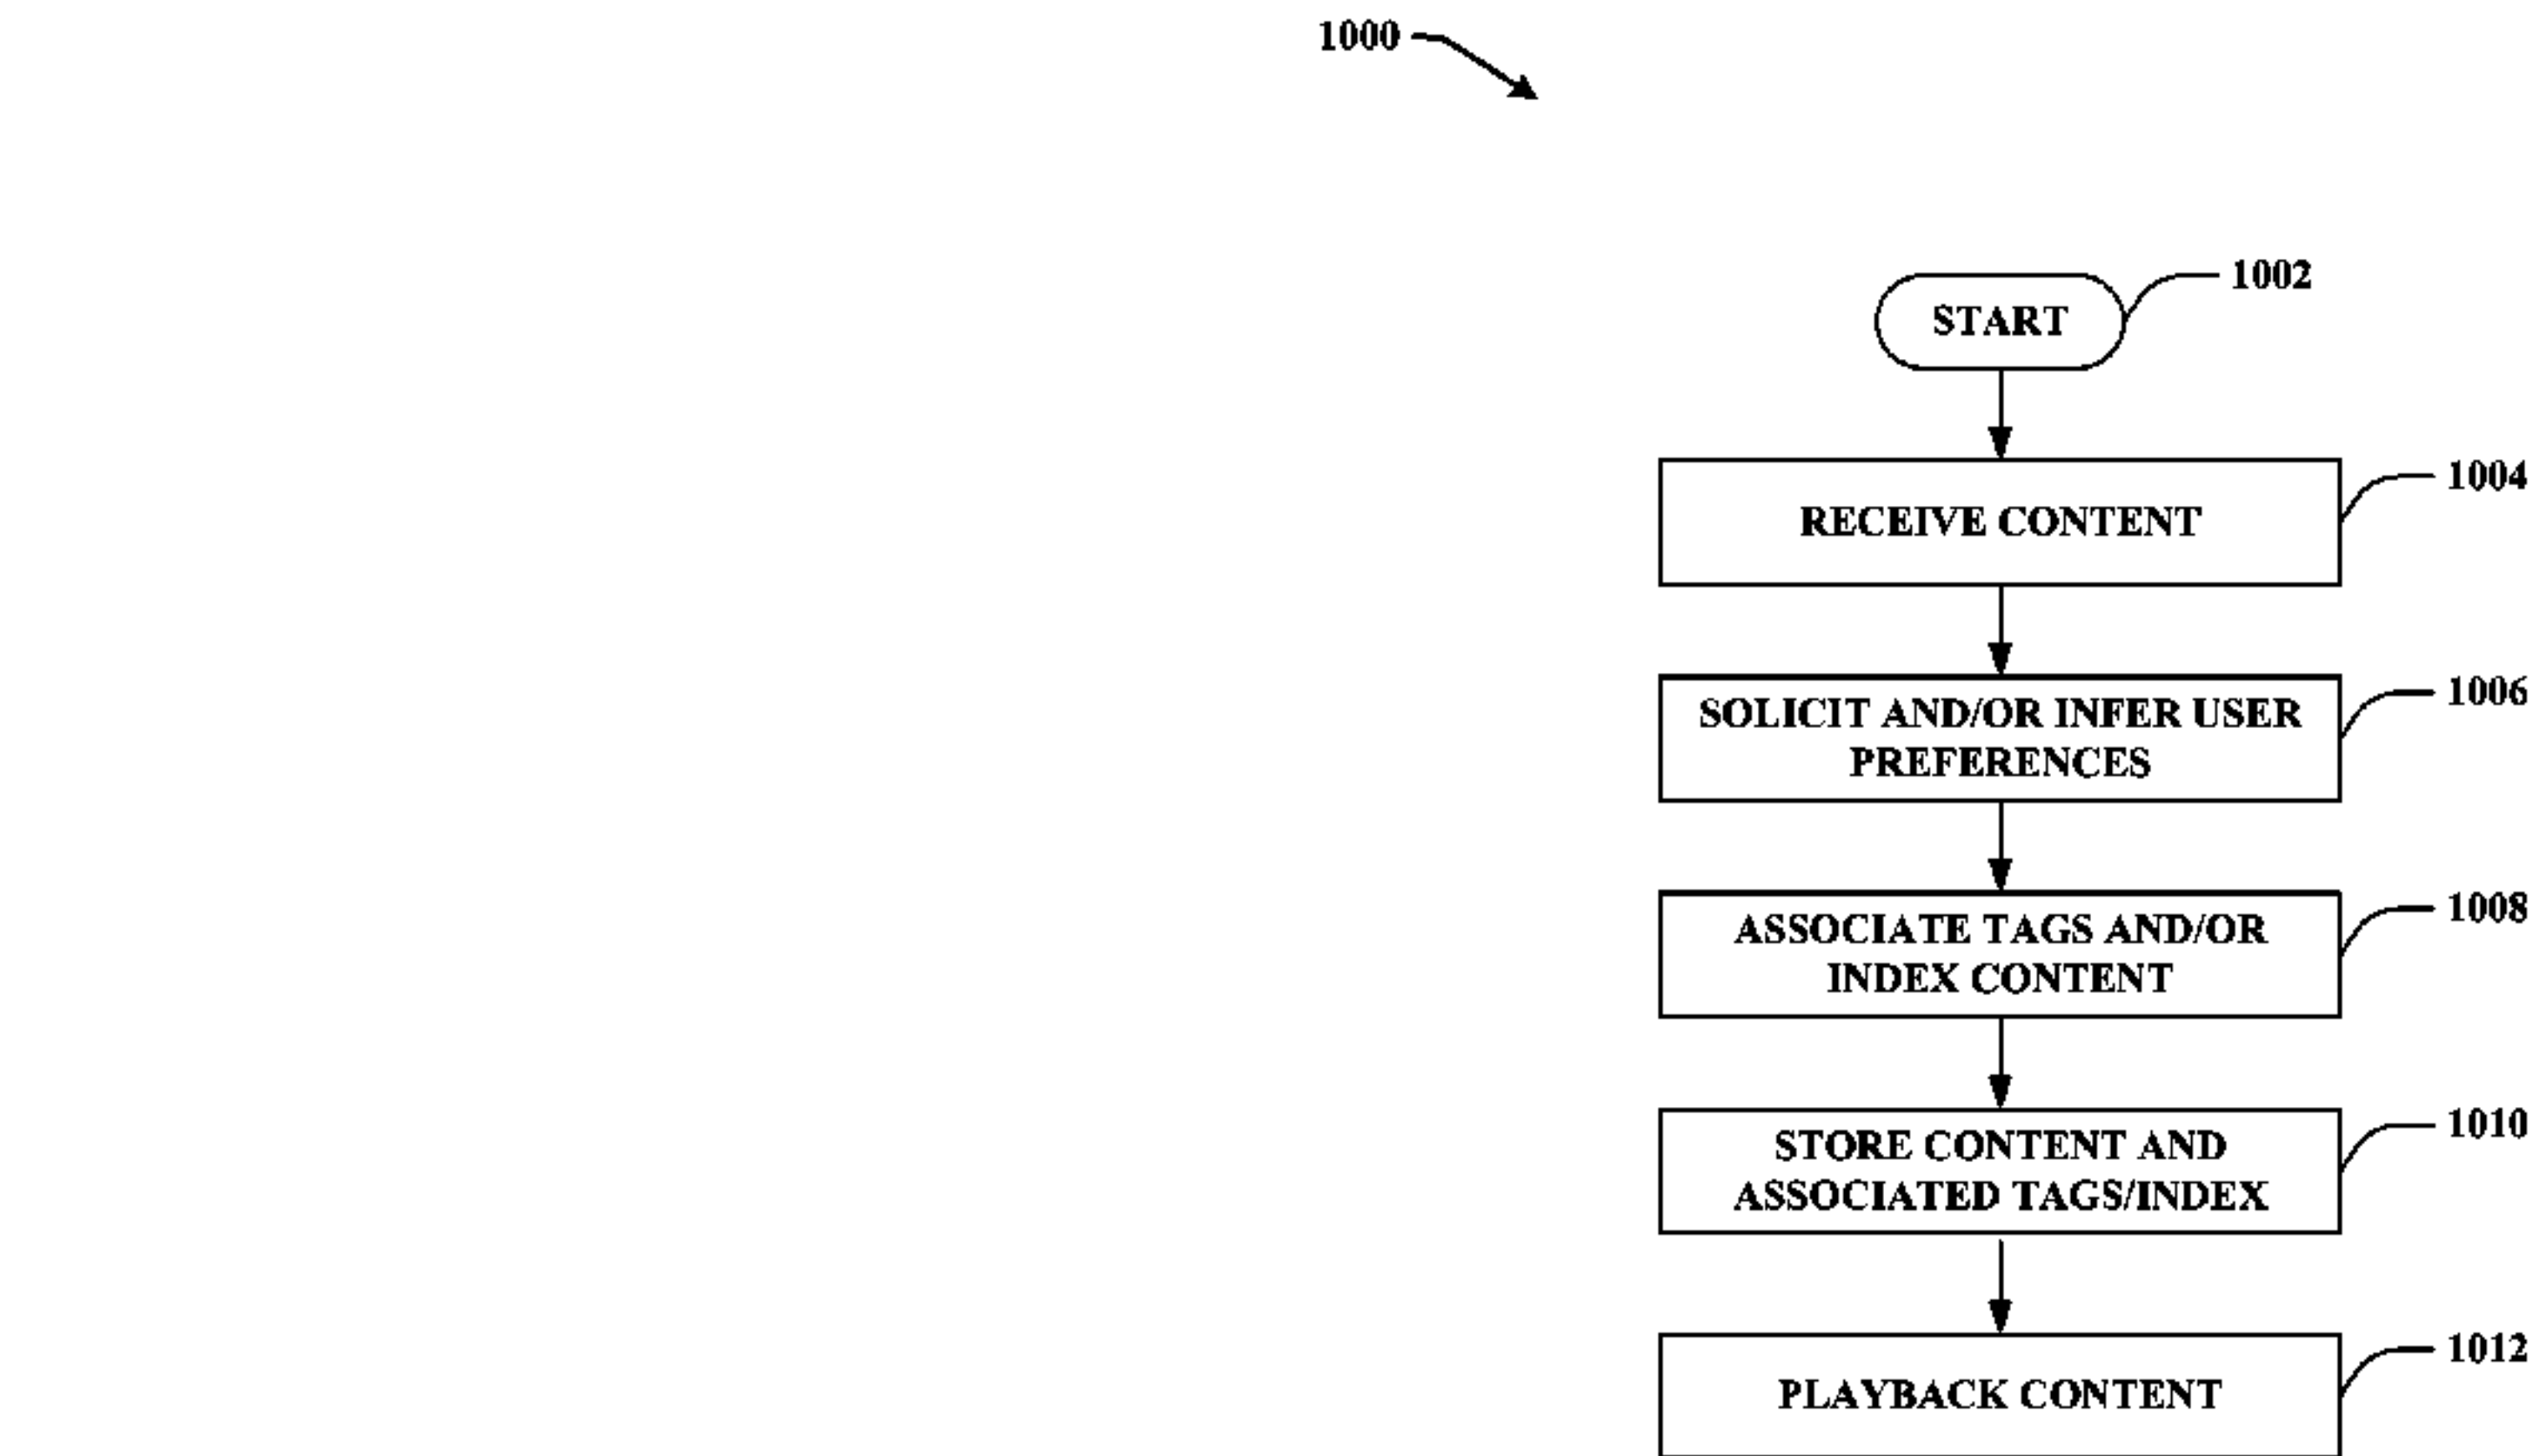 1000
1002
START
1004
RECEIVE CONTENT
1006
SOLICIT AND/OR INFER USER
PREFERENCES
1008
ASSOCIATE TAGS AND/OR
INDEX CONTENT
1010
STORE CONTENT AND
ASSOCIATED TAGS/INDEX
1012
PLAYBACK CONTENT